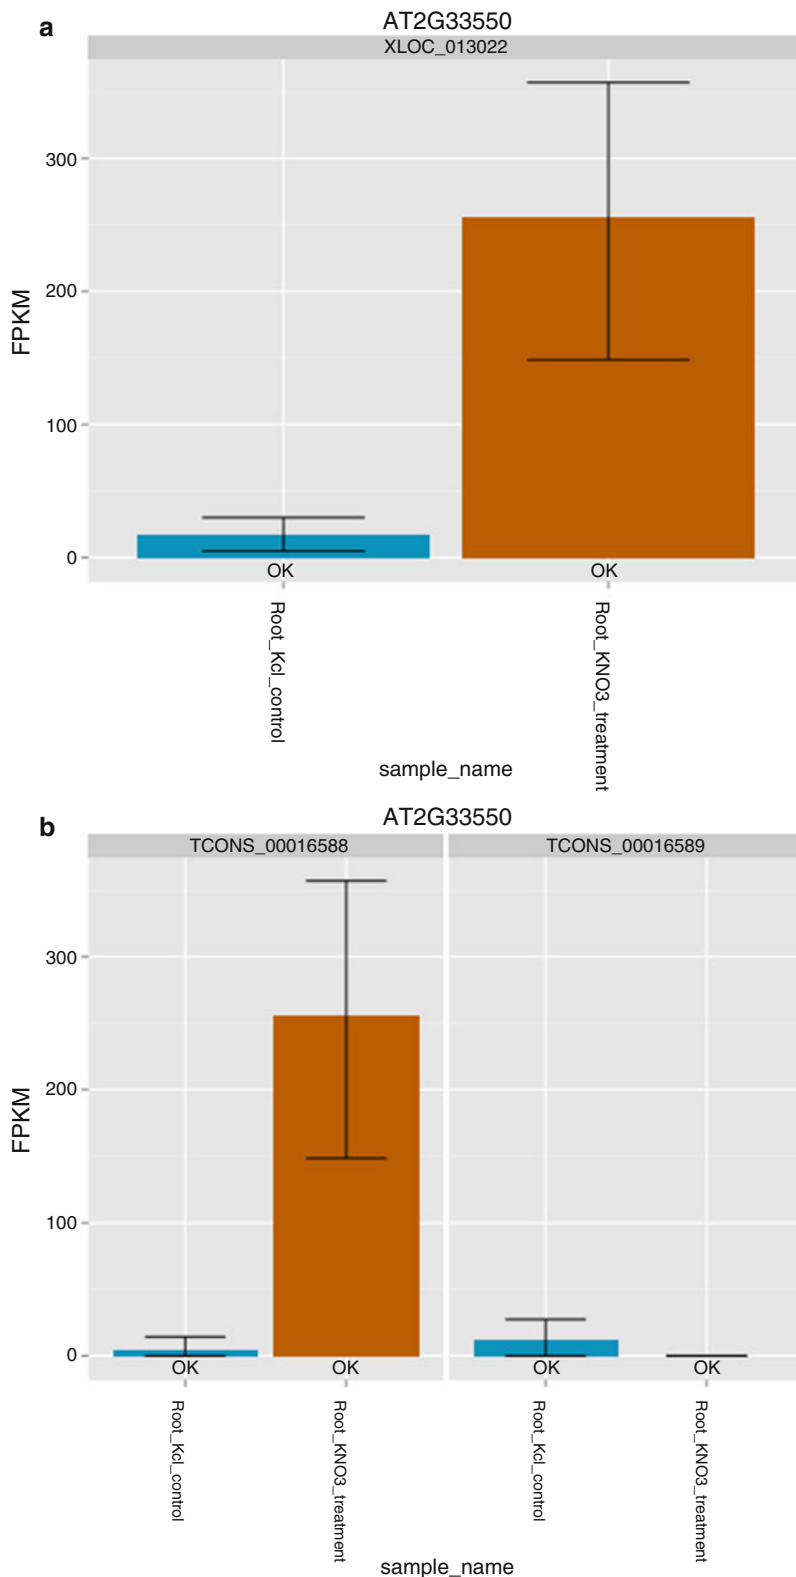 a
AT2G33550
XLOC_013022
FPKM
300
200
100
0
OK
OK
Root_Kcl_control
Root_KNO3_treatment
sample_name
b
AT2G33550
TCONS_00016588
TCONS_00016589
FPKM
300
200
100
0
OK
OK
OK
OK
Root_Kcl_control
Root_KNO3_treatment
Root_Kcl_control
Root_KNO3_treatment
sample_name